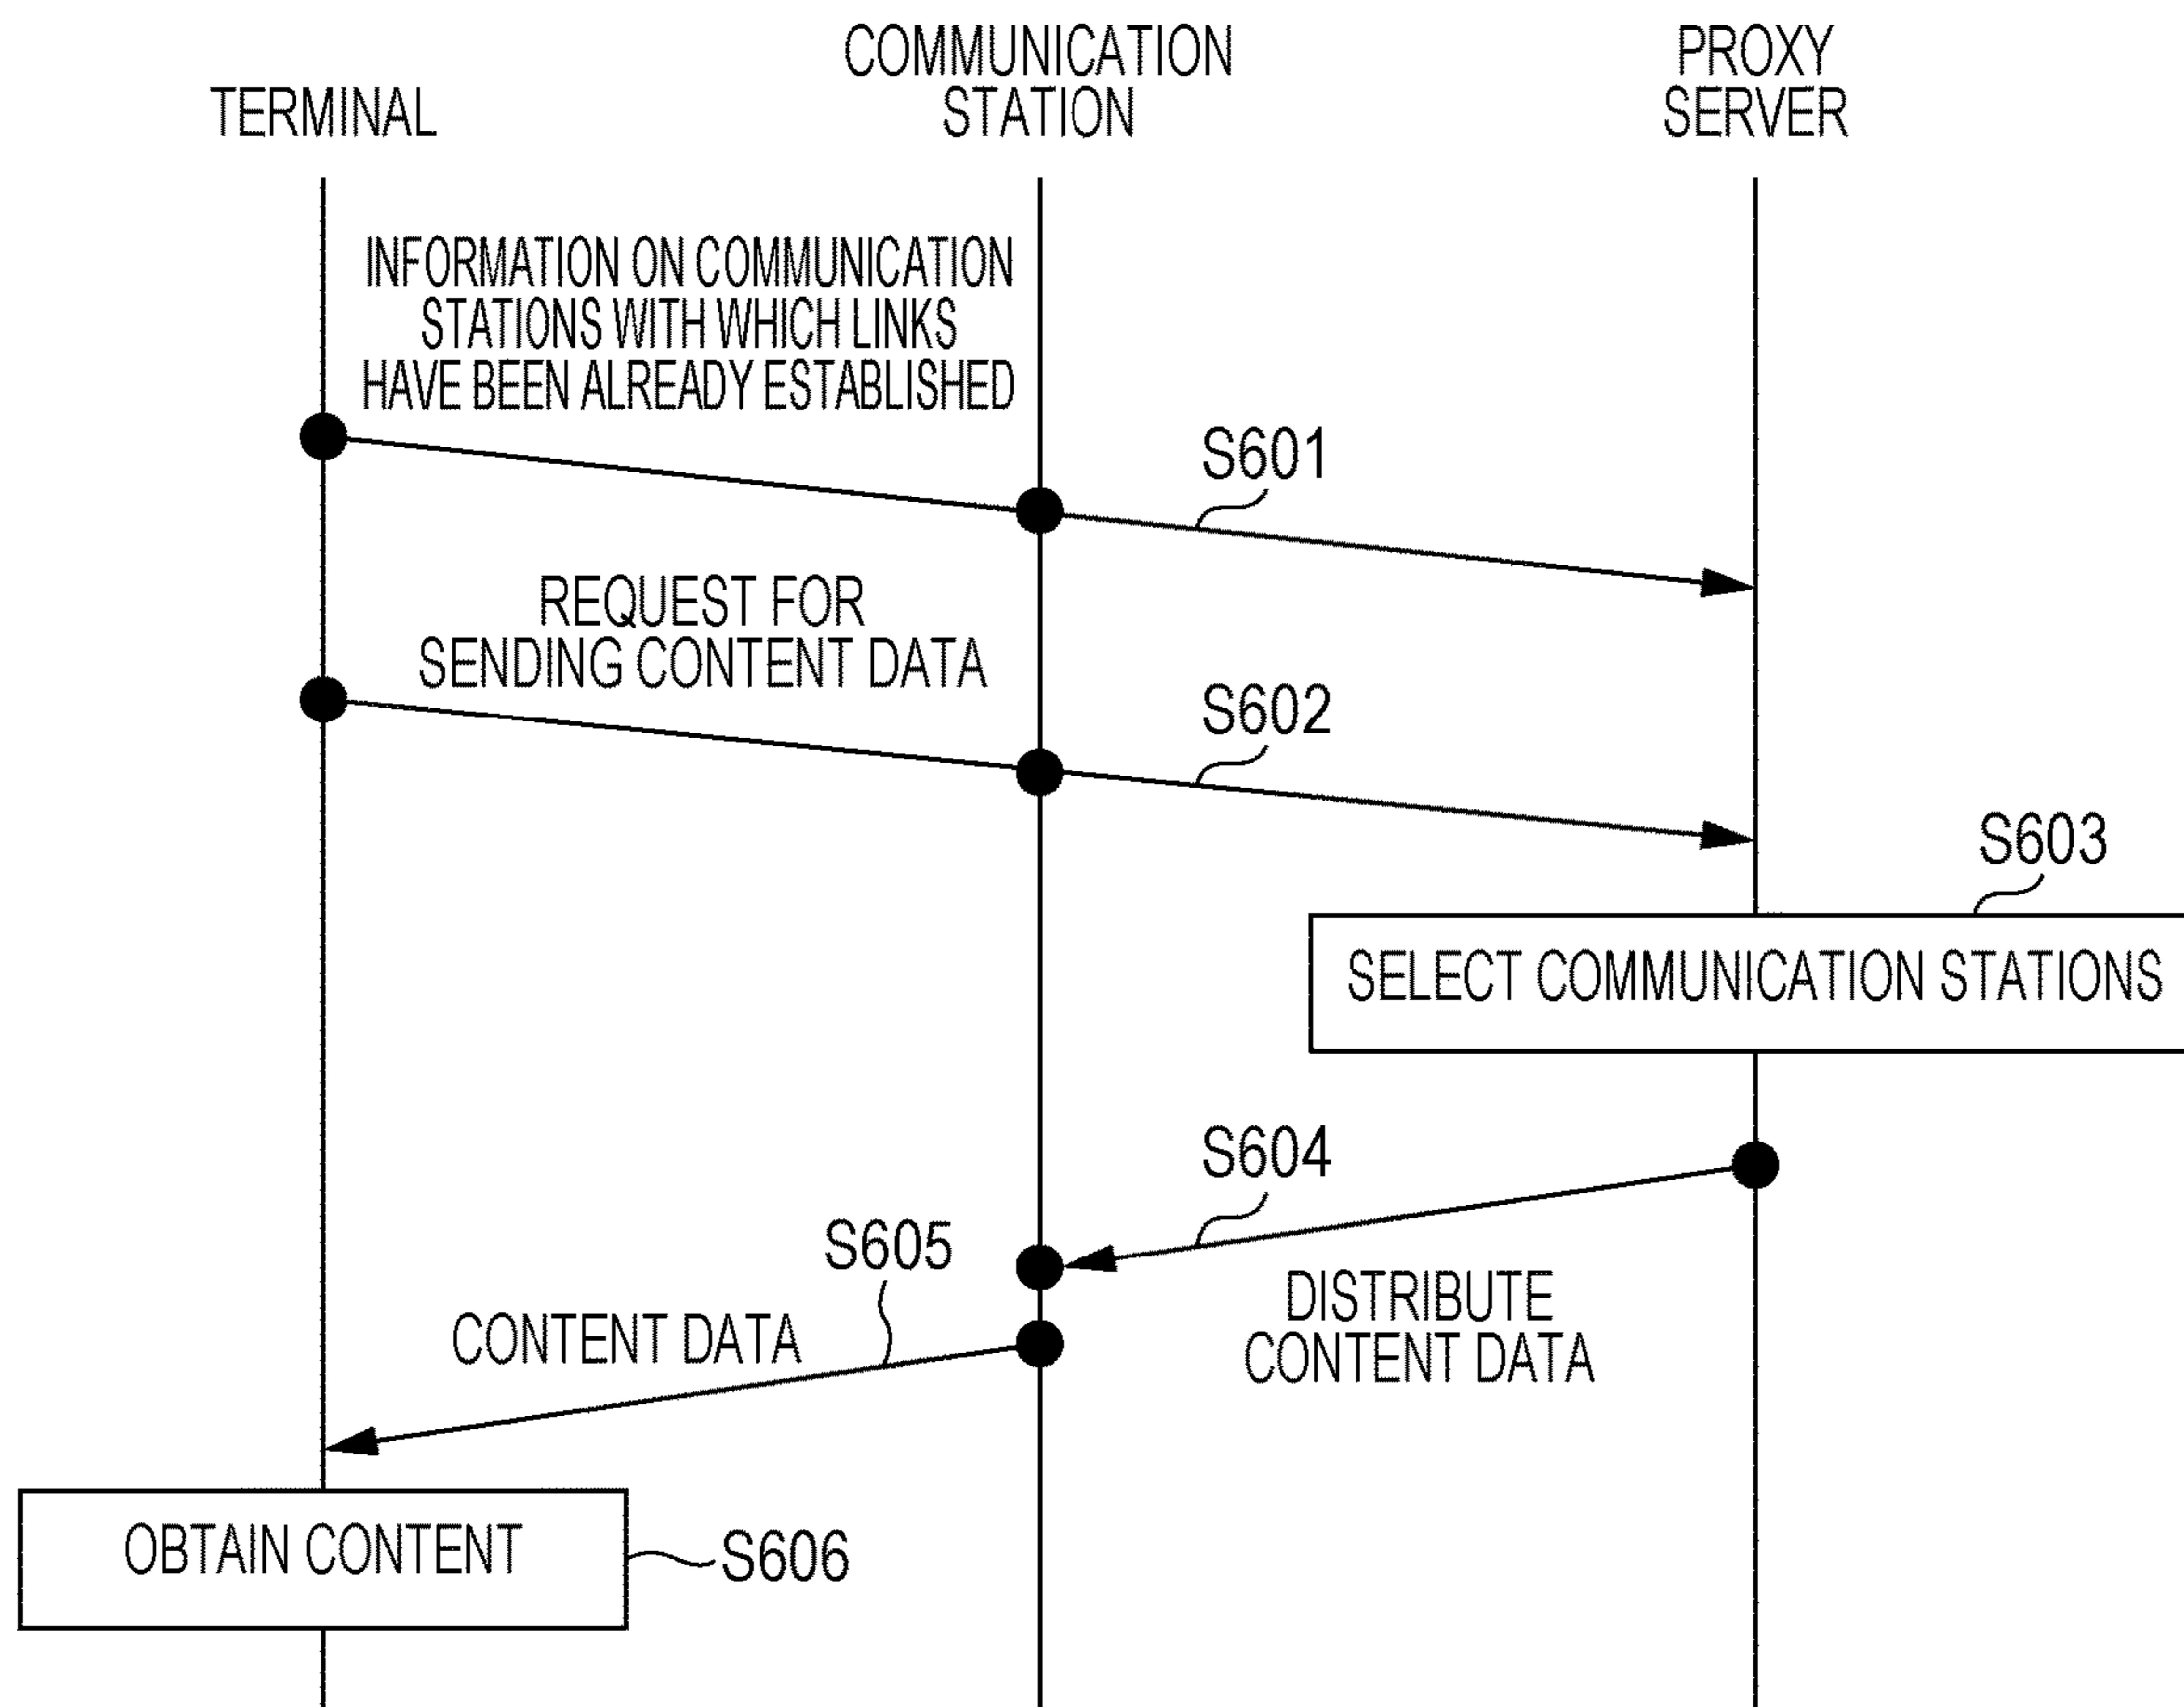 TERMINAL
COMMUNICATION
STATION
PROXY
SERVER
INFORMATION ON COMMUNICATION
STATIONS WITH WHICH LINKS
HAVE BEEN ALREADY ESTABLISHED
S601
REQUEST FOR
SENDING CONTENT DATA
S602
S603
SELECT COMMUNICATION STATIONS
S604
DISTRIBUTE
CONTENT DATA
S605
CONTENT DATA
OBTAIN CONTENT
S606